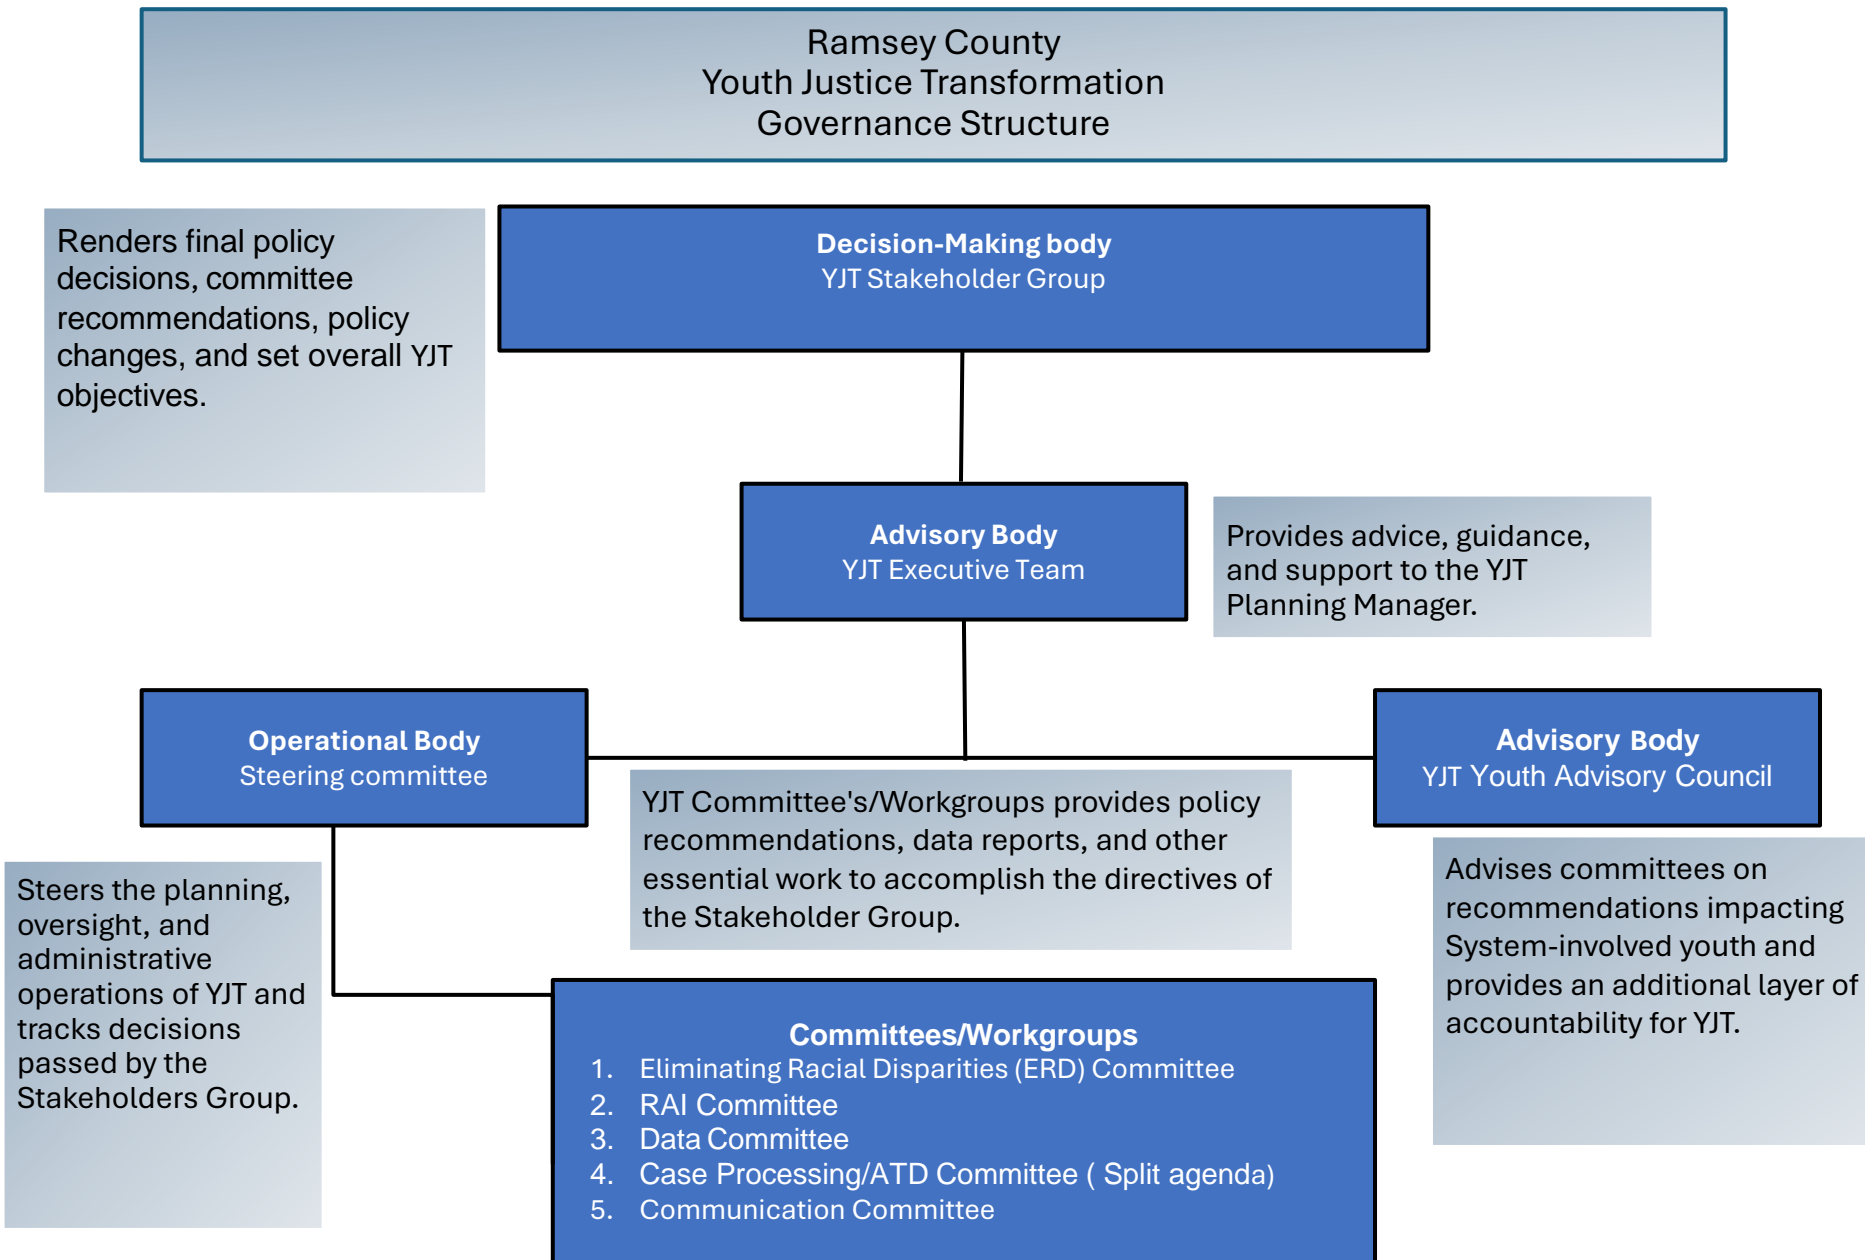 Ramsey County
Youth Justice Transformation
Governance Structure
Renders final policy
decisions, committee
recommendations, policy
changes, and set overall YJT
objectives.
Decision-Making body
YJT Stakeholder Group
Advisory Body
YJT Executive Team
Provides advice, guidance,
and support to the YJT
Planning Manager.
Operational Body
Steering committee
Advisory Body
YJT Youth Advisory Council
YJT Committee's/Workgroups provides policy
recommendations, data reports, and other
essential work to accomplish the directives of
the Stakeholder Group.
Steers the planning,
oversight, and
administrative
operations of YJT and
tracks decisions
passed by the
Stakeholders Group.
Advises committees on
recommendations impacting
System-involved youth and
provides an additional layer of
accountability for YJT.
Committees/Workgroups
1. Eliminating Racial Disparities (ERD) Committee
2. RAI Committee
3. Data Committee
4. Case Processing/ATD Committee ( Split agenda)
5. Communication Committee